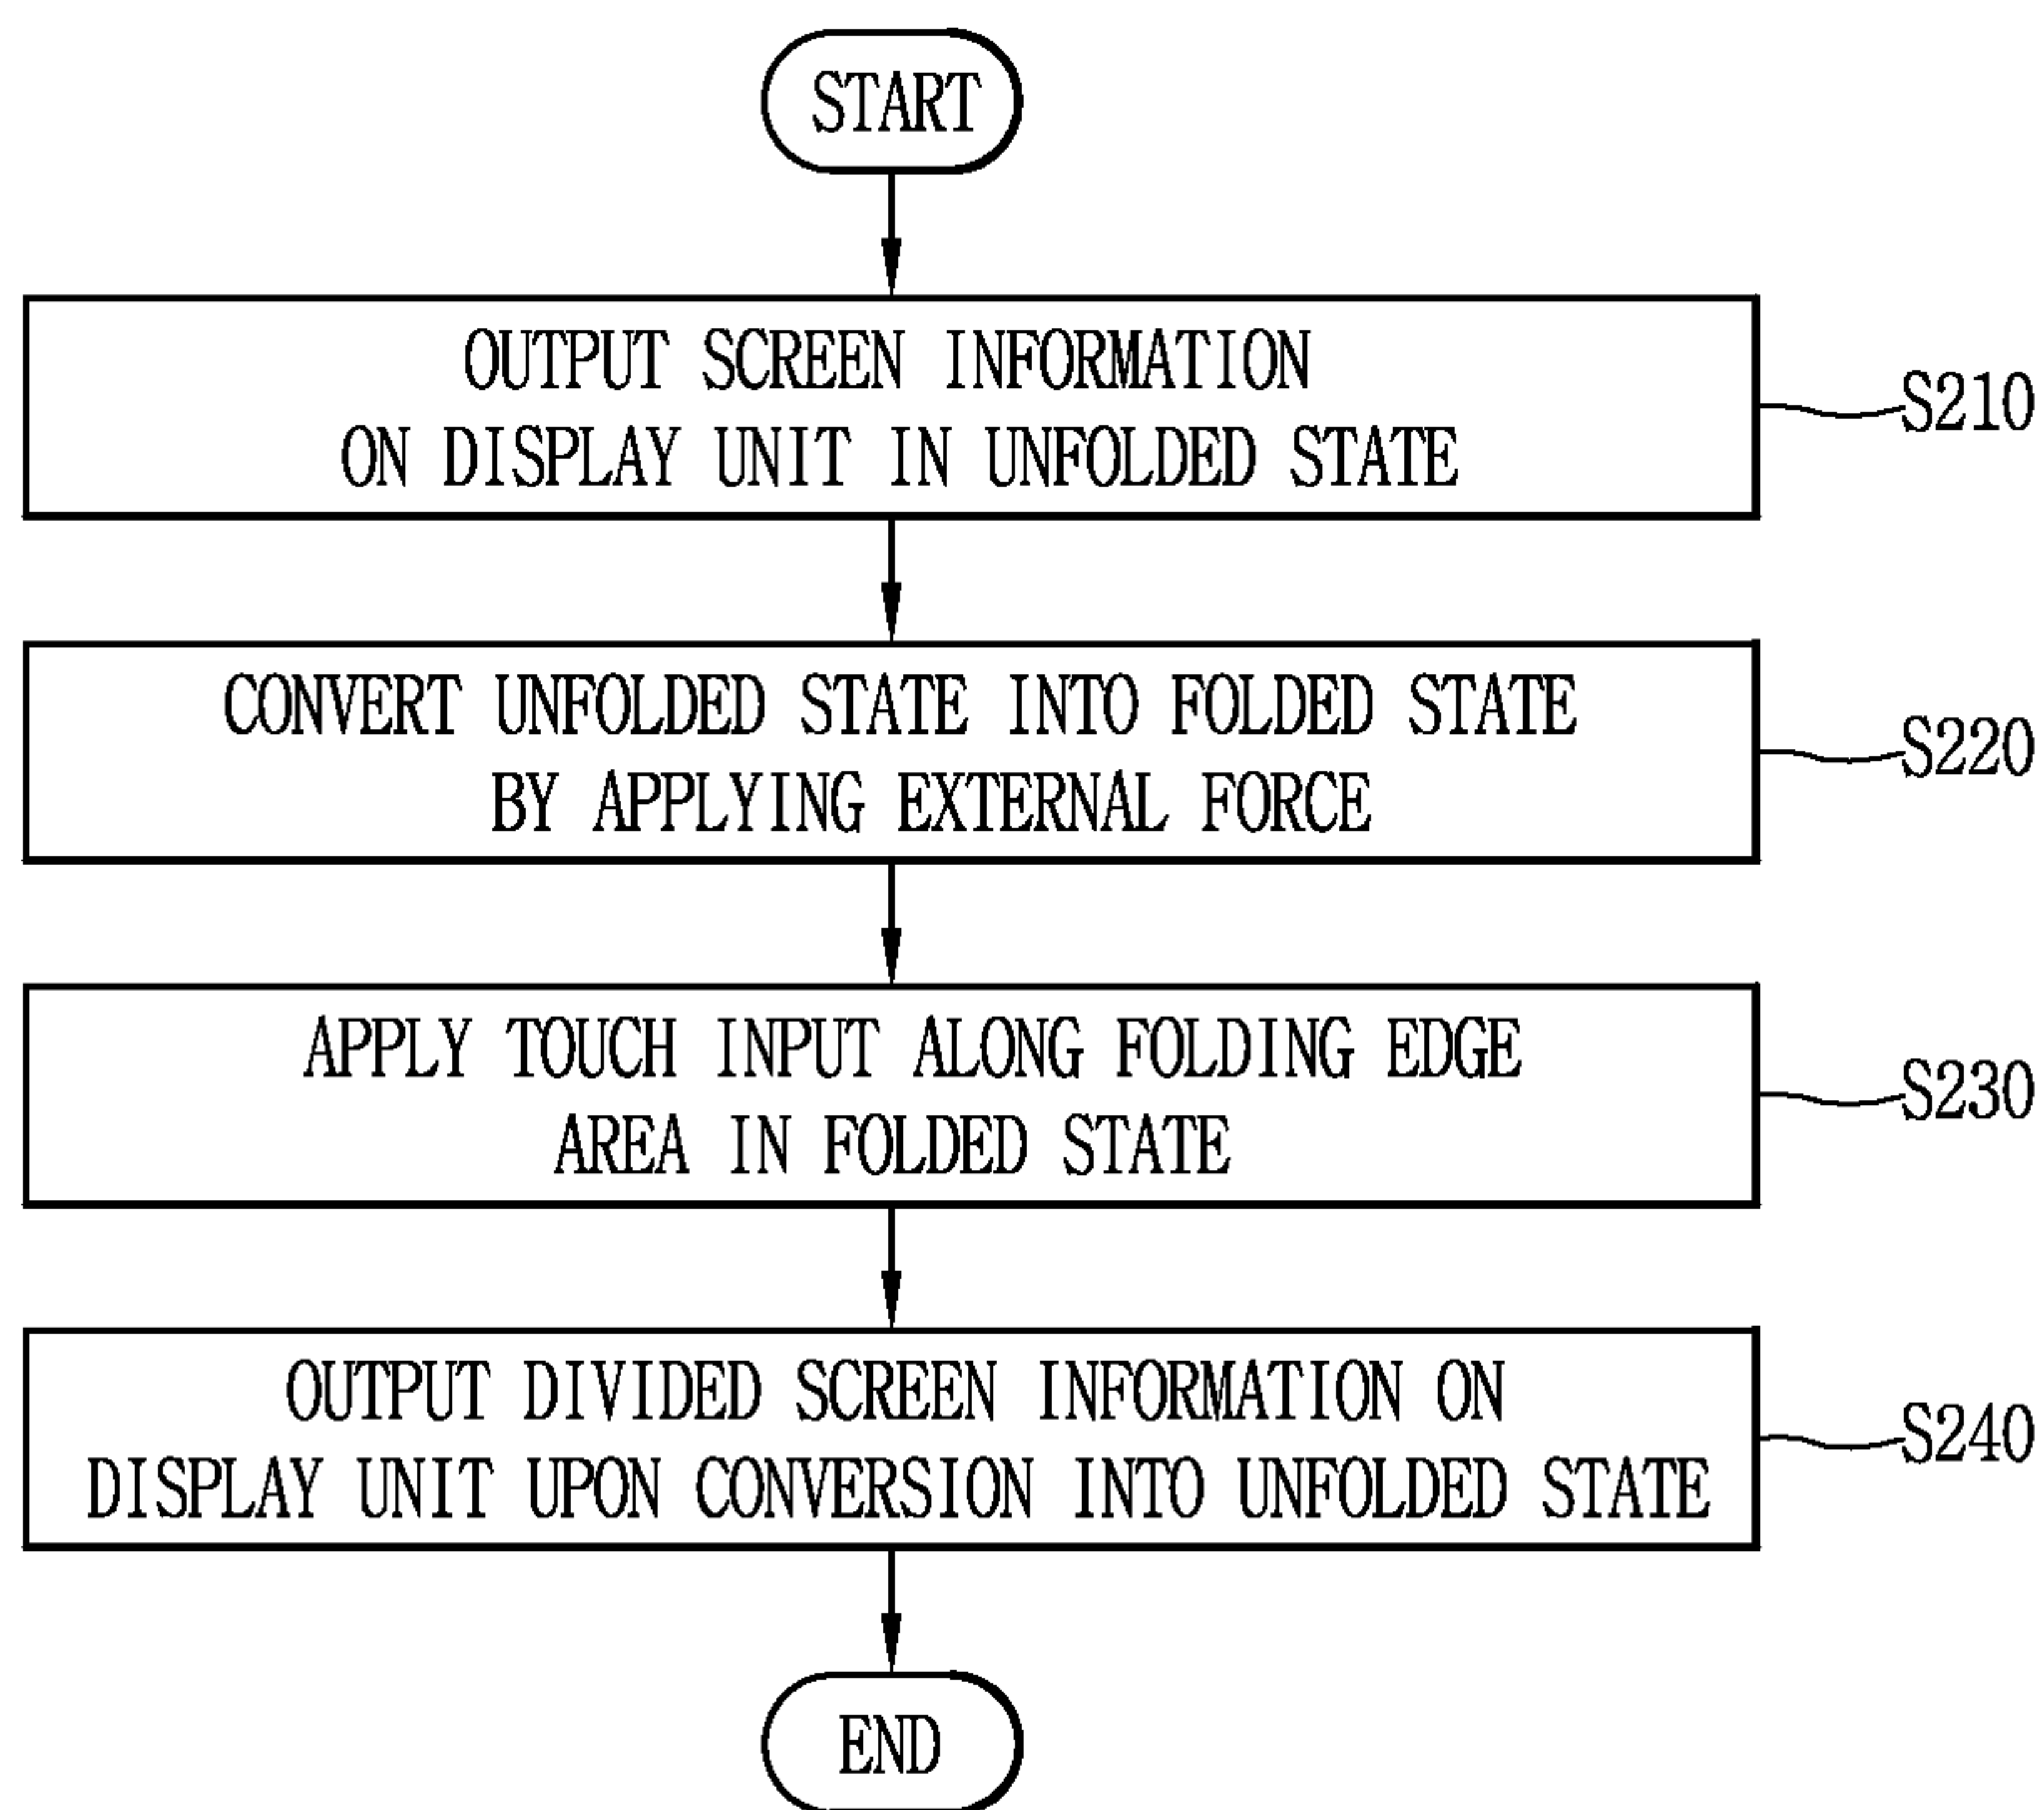 START
OUTPUT SCREEN INFORMATION
ON DISPLAY UNIT IN UNFOLDED STATE
S210
CONVERT UNFOLDED STATE INTO FOLDED STATE
BY APPLYING EXTERNAL FORCE
S220
APPLY TOUCH INPUT ALONG FOLDING EDGE
AREA IN FOLDED STATE
S230
OUTPUT DIVIDED SCREEN INFORMATION ON
DISPLAY UNIT UPON CONVERSION INTO UNFOLDED STATE
S240
END